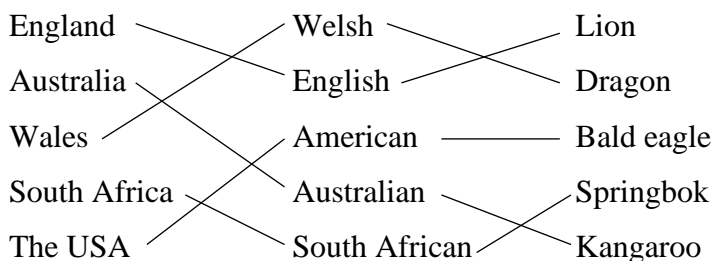 England Welsh Lion
Australia English Dragon
Wales American Bald eagle
South Africa Australian Springbok
The USA South African Kangaroo